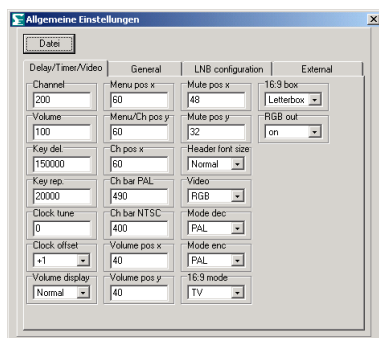 Allgemeine Einstellungen
Datei
Delay/Timer/Video General LNB configuration External
Channel Menu pos x Mute pos x 16:9 box
200 60 48 Letterbox
Volume Menu/Ch pos y Mute pos y RGB out
100 60 32 on
Key del. Ch pos x Header font size
150000 60 Normal
Key rep. Ch bar PAL Video
20000 490 RGB
Clock tune Ch bar NTSC Mode dec
0 400 PAL
Clock offset Volume pos x Mode enc
+1 40 PAL
Volume display Volume pos y 16:9 mode
Normal 40 TV